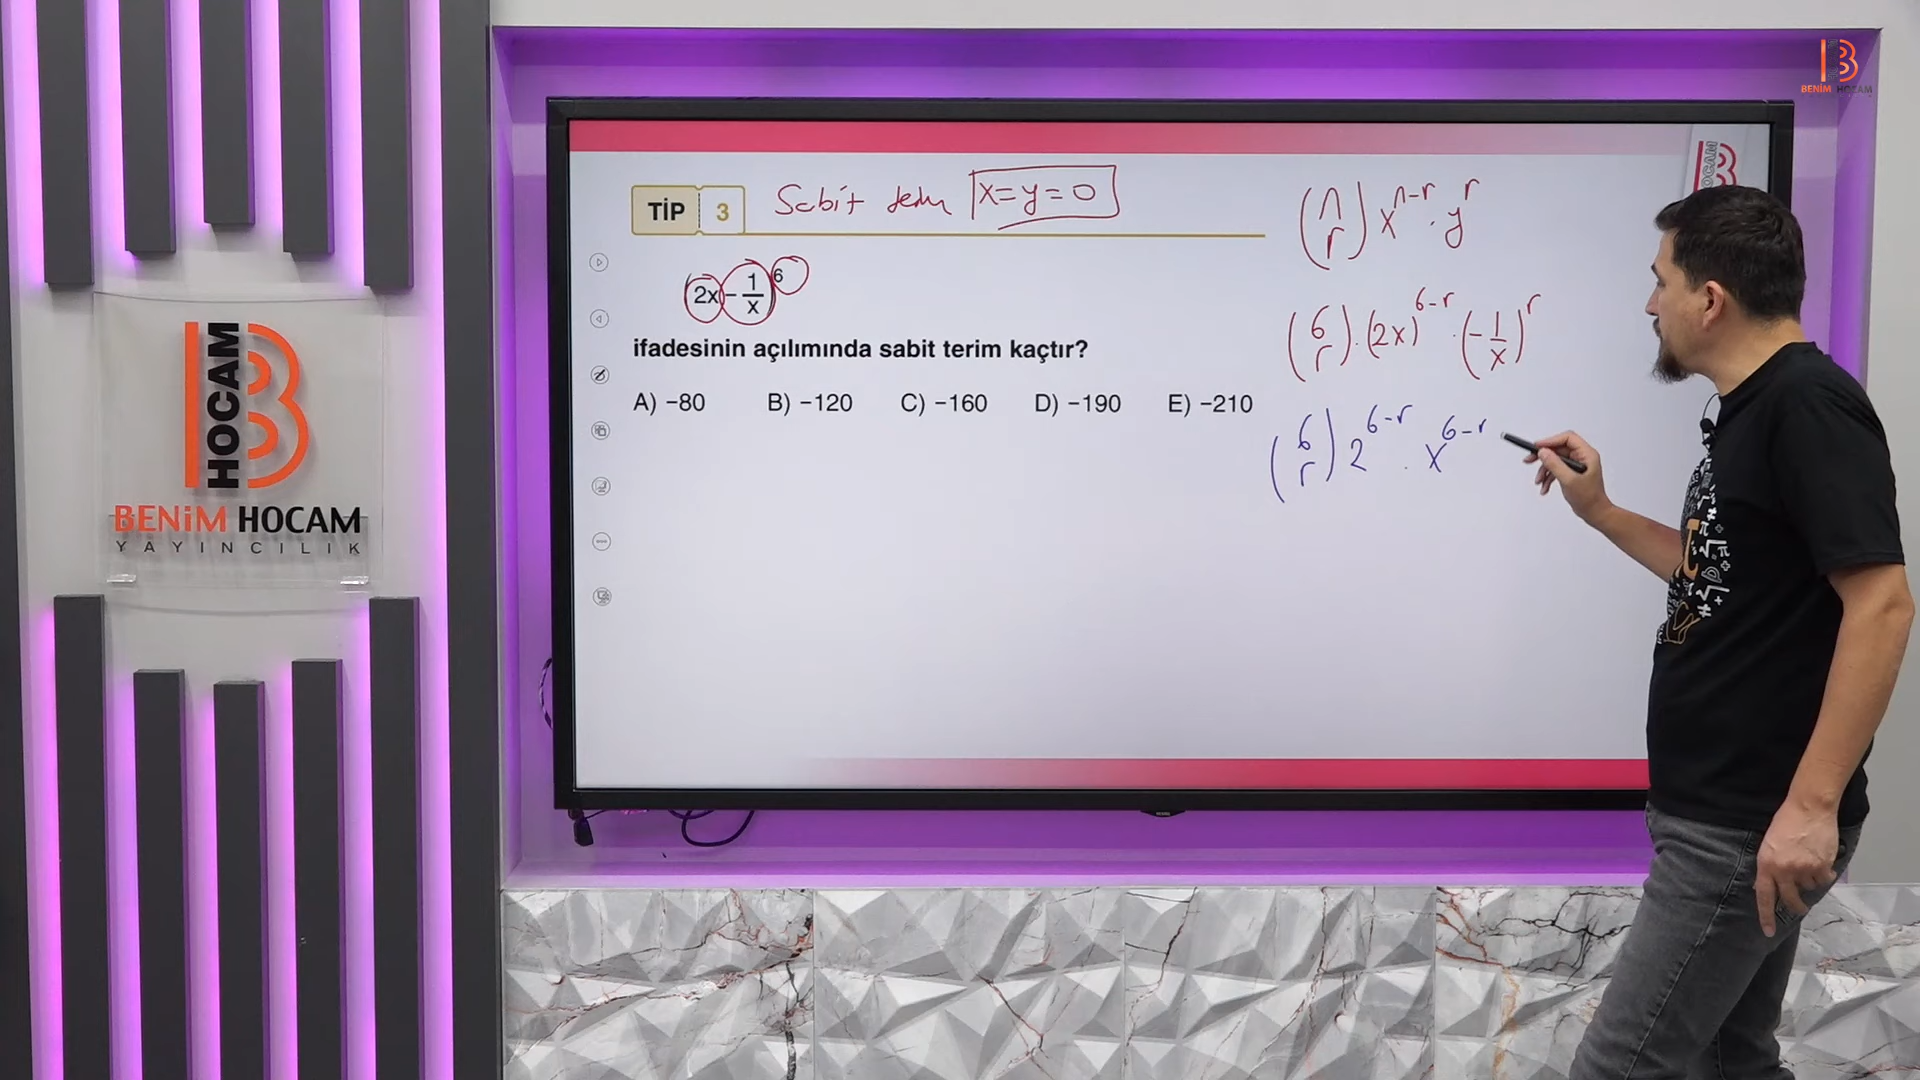 BENİM HOCAM
HOCAM
TİP 3
Sabit terim x=y=0
(2x - 1/x)^6
ifadesinin açılımında sabit terim kaçtır?
A) −80 B) −120 C) −160 D) −190 E) −210
(n r) x^(n-r) . y^r
(6 r) . (2x)^(6-r) . (-1/x)^r
(6 r) 2^(6-r) . x^(6-r)
HOCAM
BENİM HOCAM
YAYINCILIK